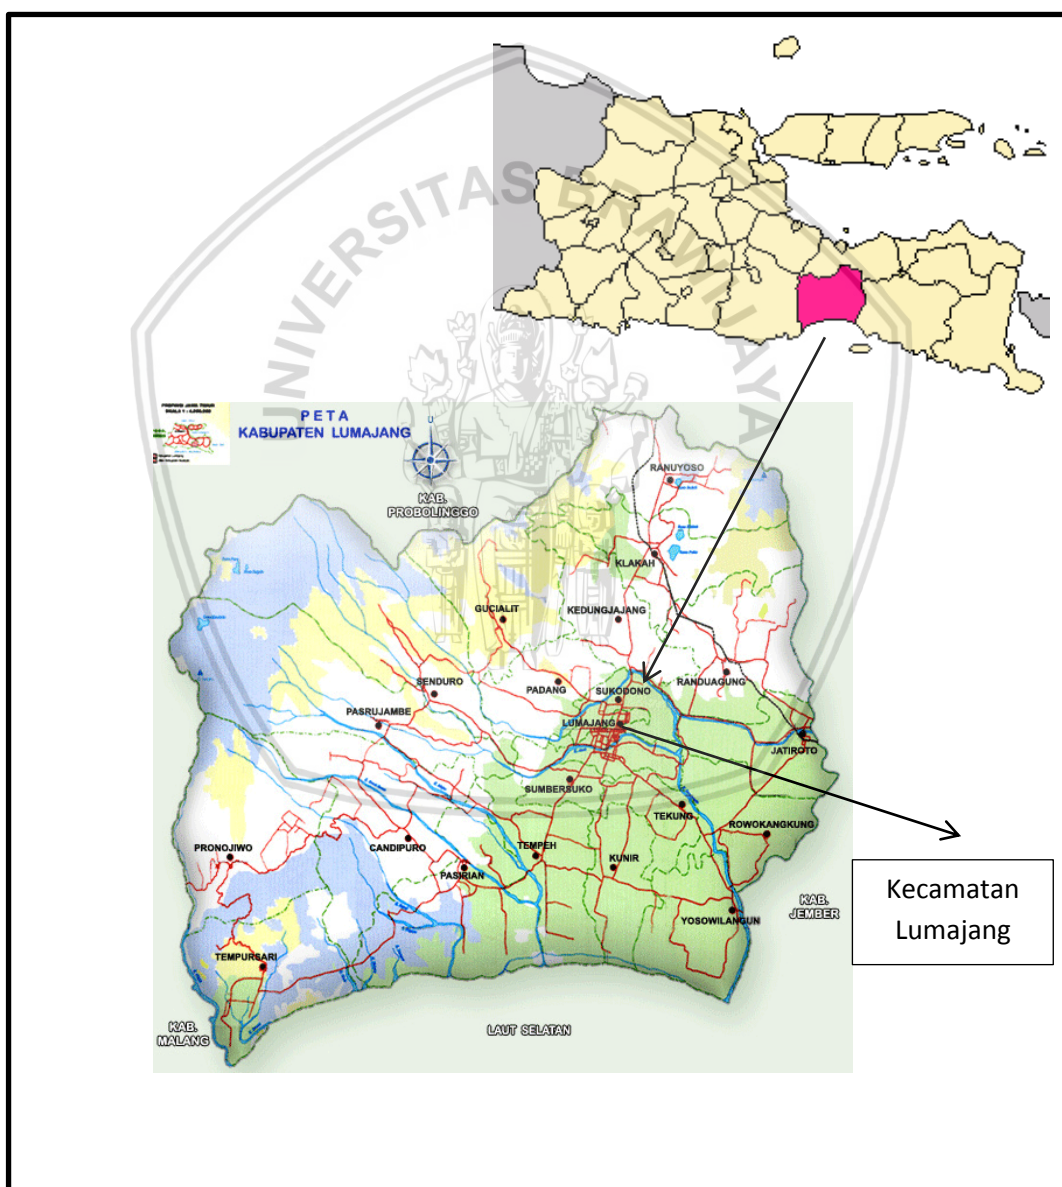 UNIVERSITAS BRAWIJAYA
PETA
KABUPATEN LUMAJANG
U
KAB.
PROBOLINGGO
RANUYOSO
KLAKAH
GUCIALIT
KEDUNGJAJANG
SENDURO
PADANG
SUKODONO
RANDUAGUNG
PASRUJAMBE
LUMAJANG
JATIROTO
SUMBERSUKO
TEKUNG
ROWOKANGKUNG
PRONOJIWO
CANDIPURO
TEMPEH
KUNIR
PASIRIAN
YOSOWILANGUN
KAB.
JEMBER
Kecamatan
Lumajang
TEMPURSARI
KAB.
MALANG
LAUT SELATAN